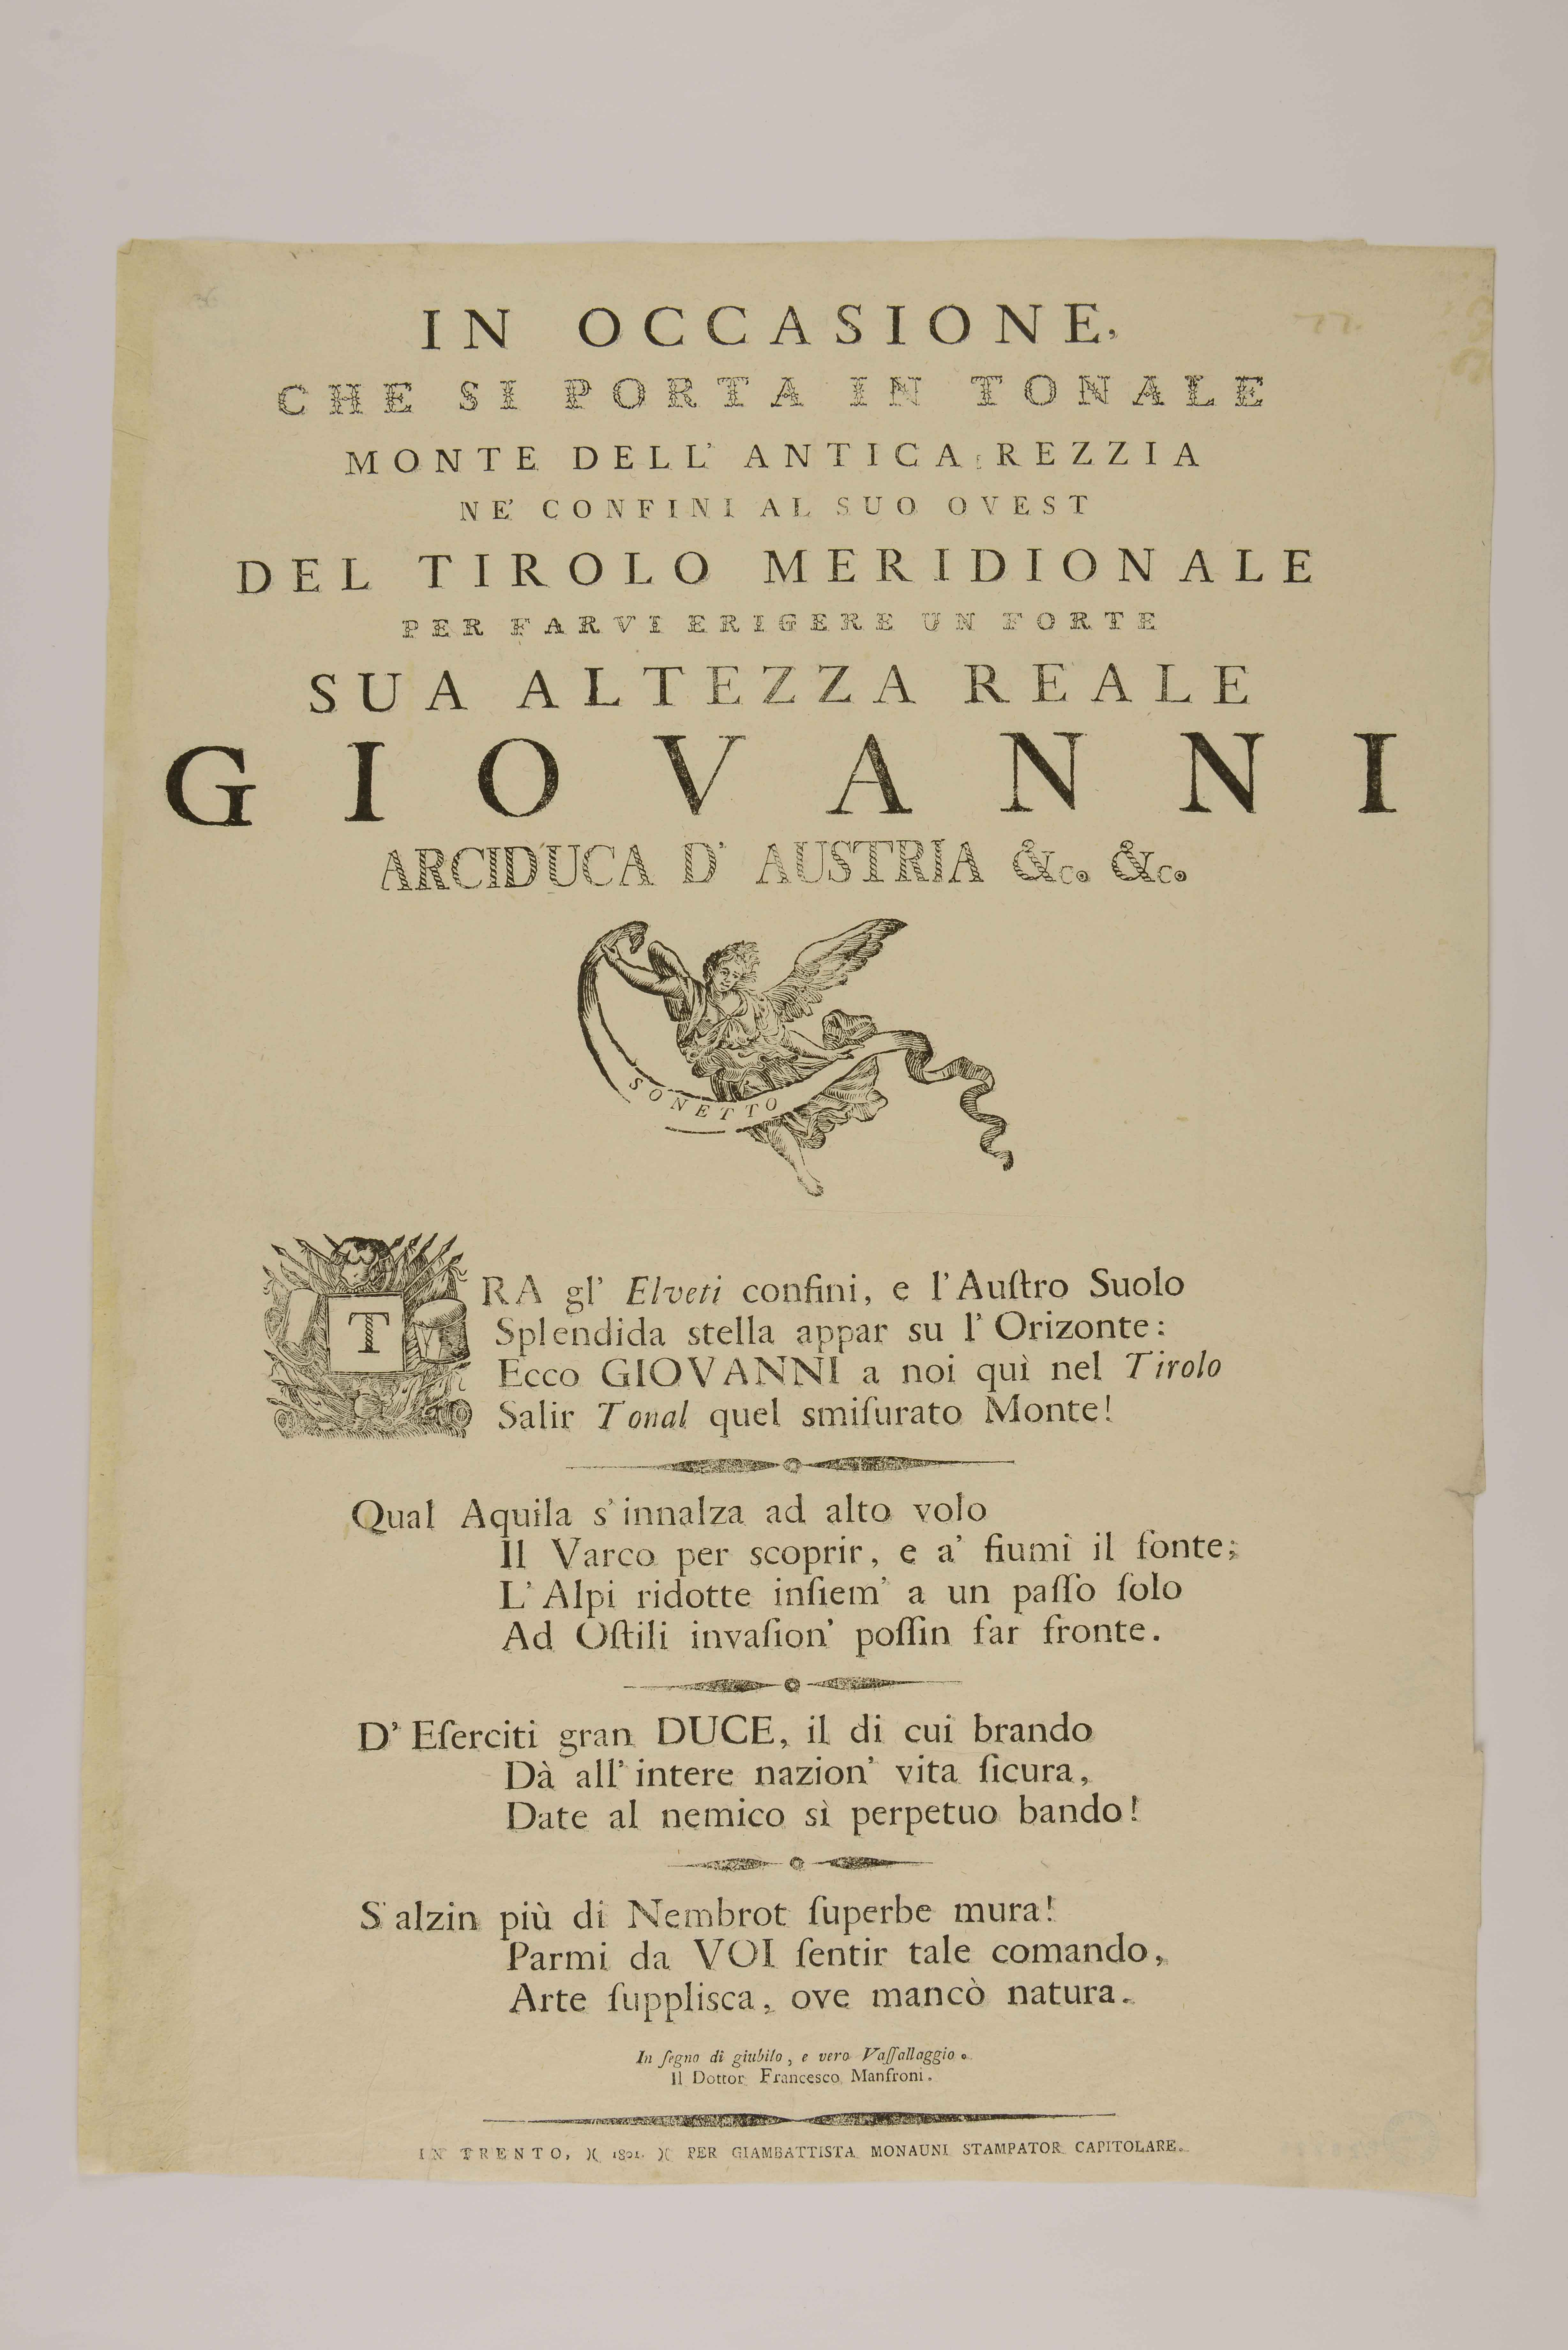 36
77.
IN OCCASIONE,
CHE SI PORTA IN TONALE
MONTE DELL' ANTICA REZZIA
NE' CONFINI AL SUO OVEST
DEL TIROLO MERIDIONALE
PER FARVI ERIGERE UN FORTE
SUA ALTEZZA REALE
GIOVANNI
ARCIDUCA D' AUSTRIA &c. &c.
SONETTO
TRA gl' Elveti confini, e l'Auſtro Suolo
Splendida stella appar su l'Orizonte:
Ecco GIOVANNI a noi quì nel Tirolo
Salir Tonal quel smiſurato Monte!
Qual Aquila s'innalza ad alto volo
Il Varco per scoprir, e a' fiumi il fonte;
L'Alpi ridotte inſiem' a un paſſo ſolo
Ad Oſtili invaſion' poſſin far fronte.
D' Eſerciti gran DUCE, il di cui brando
Dà all'intere nazion' vita ſicura,
Date al nemico sì perpetuo bando!
S'alzin più di Nembrot ſuperbe mura!
Parmi da VOI ſentir tale comando,
Arte ſupplisca, ove mancò natura.
In ſegno di giubilo, e vero Vaſſallaggio.
Il Dottor Francesco Manfroni.
IN TRENTO, )( 1801. )( PER GIAMBATTISTA MONAUNI STAMPATOR CAPITOLARE.